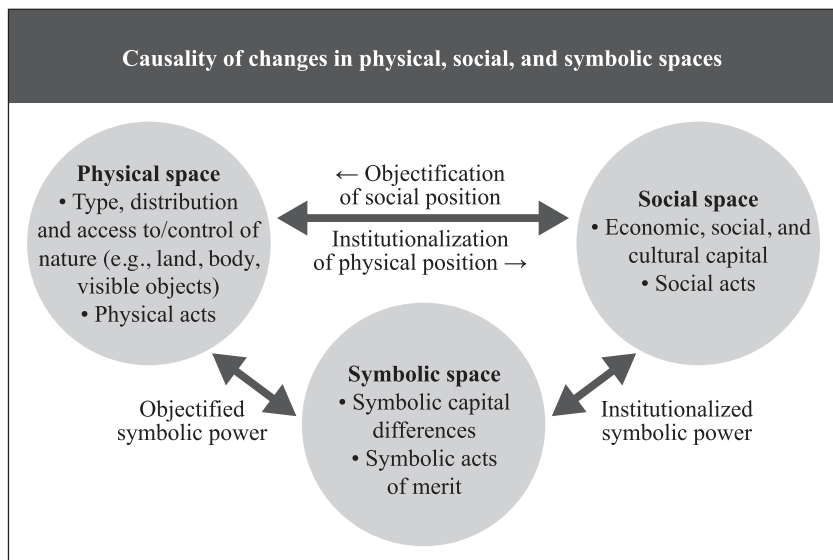 Causality of changes in physical, social, and symbolic spaces
Physical space
• Type, distribution
and access to/control of
nature (e.g., land, body,
visible objects)
• Physical acts
← Objectification
of social position
Institutionalization
of physical position →
Social space
• Economic, social, and
cultural capital
• Social acts
Symbolic space
• Symbolic capital
differences
• Symbolic acts
of merit
Objectified
symbolic power
Institutionalized
symbolic power